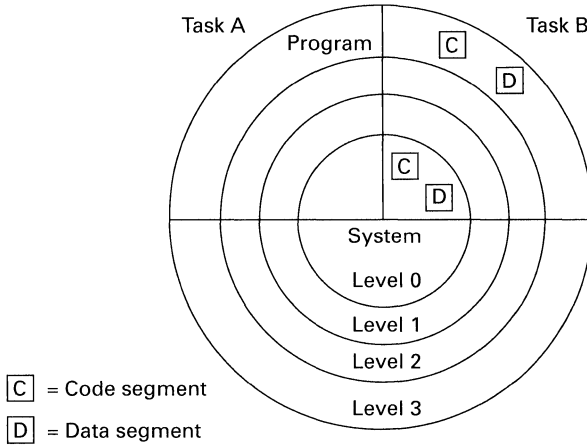 Task A
Task B
Program
C
D
C
D
System
Level 0
Level 1
Level 2
Level 3
C = Code segment
D = Data segment